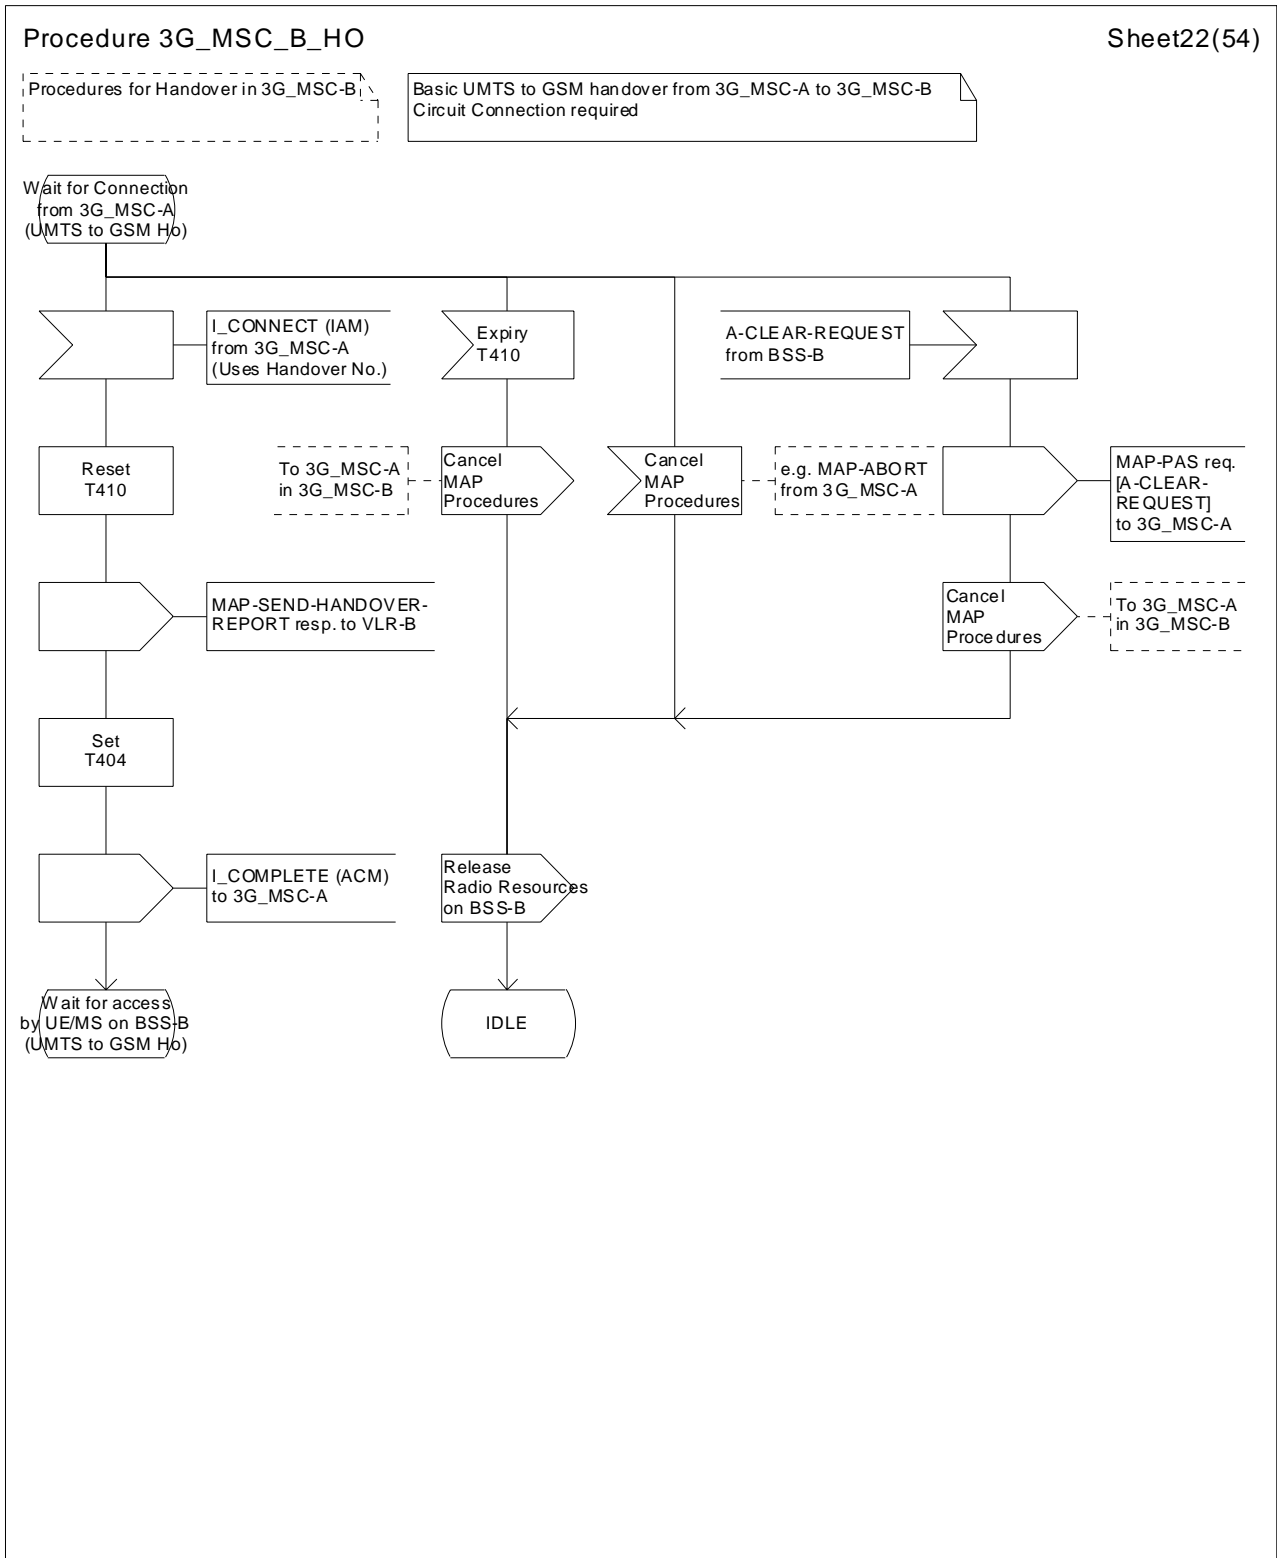 Procedure 3G_MSC_B_HO
Sheet22(54)
Procedures for Handover in 3G_MSC-B
Basic UMTS to GSM handover from 3G_MSC-A to 3G_MSC-B
Circuit Connection required
Wait for Connection
from 3G_MSC-A
(UMTS to GSM Ho)
I_CONNECT (IAM)
from 3G_MSC-A
(Uses Handover No.)
Expiry
T410
A-CLEAR-REQUEST
from BSS-B
Reset
T410
To 3G_MSC-A
in 3G_MSC-B
Cancel
MAP
Procedures
Cancel
MAP
Procedures
e.g. MAP-ABORT
from 3G_MSC-A
MAP-PAS req.
[A-CLEAR-
REQUEST]
to 3G_MSC-A
MAP-SEND-HANDOVER-
REPORT resp. to VLR-B
Cancel
MAP
Procedures
To 3G_MSC-A
in 3G_MSC-B
Set
T404
I_COMPLETE (ACM)
to 3G_MSC-A
Release
Radio Resources
on BSS-B
Wait for access
by UE/MS on BSS-B
(UMTS to GSM Ho)
IDLE